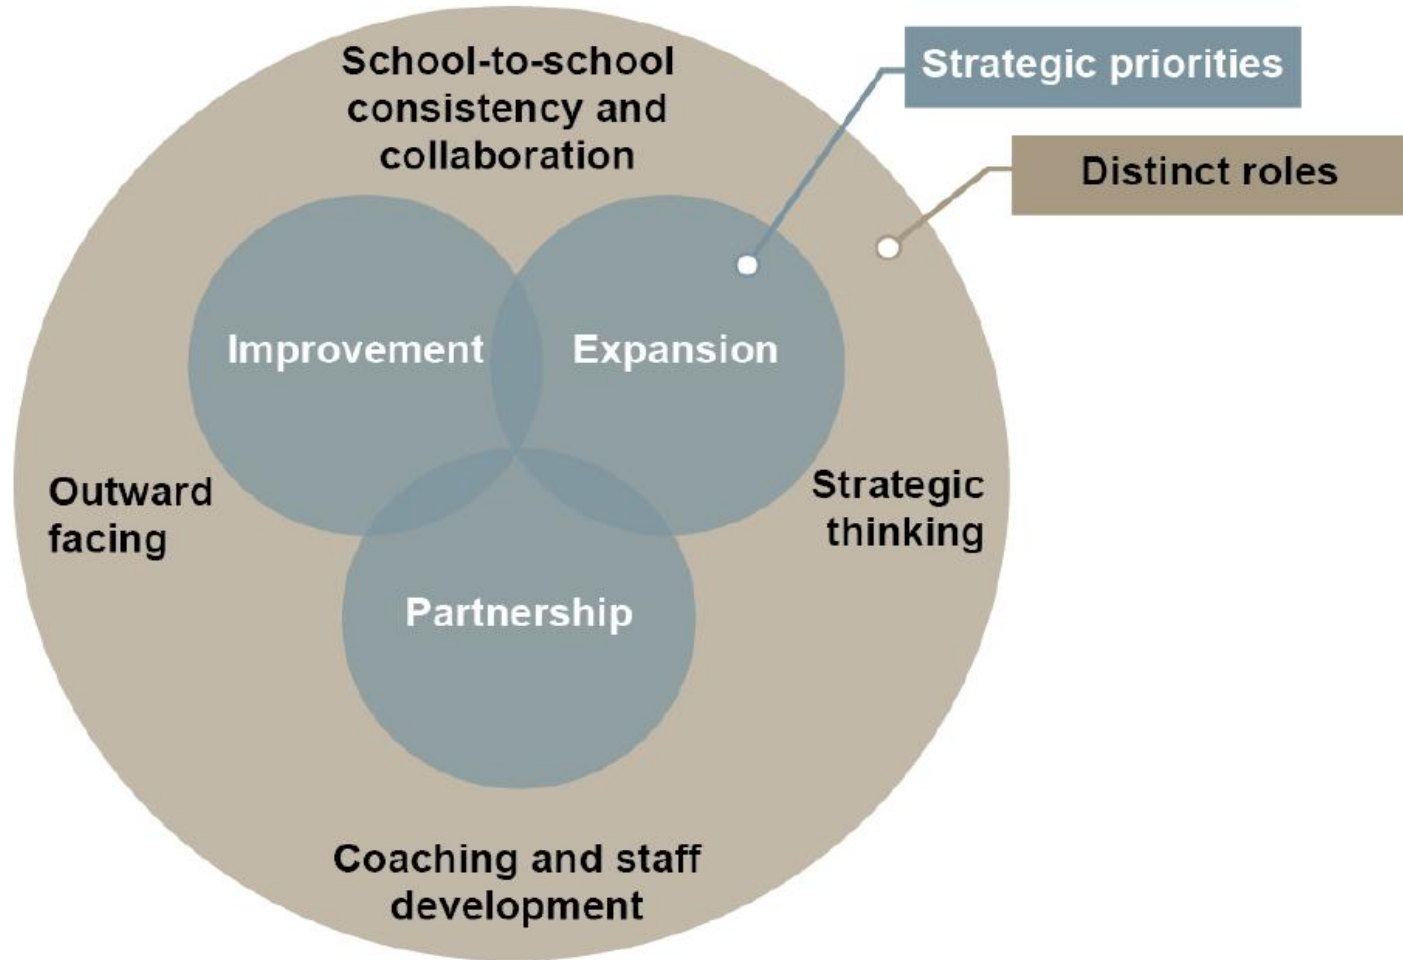 School-to-school
consistency and
collaboration
Strategic priorities
Distinct roles
Improvement
Expansion
Outward
facing
Strategic
thinking
Partnership
Coaching and staff
development